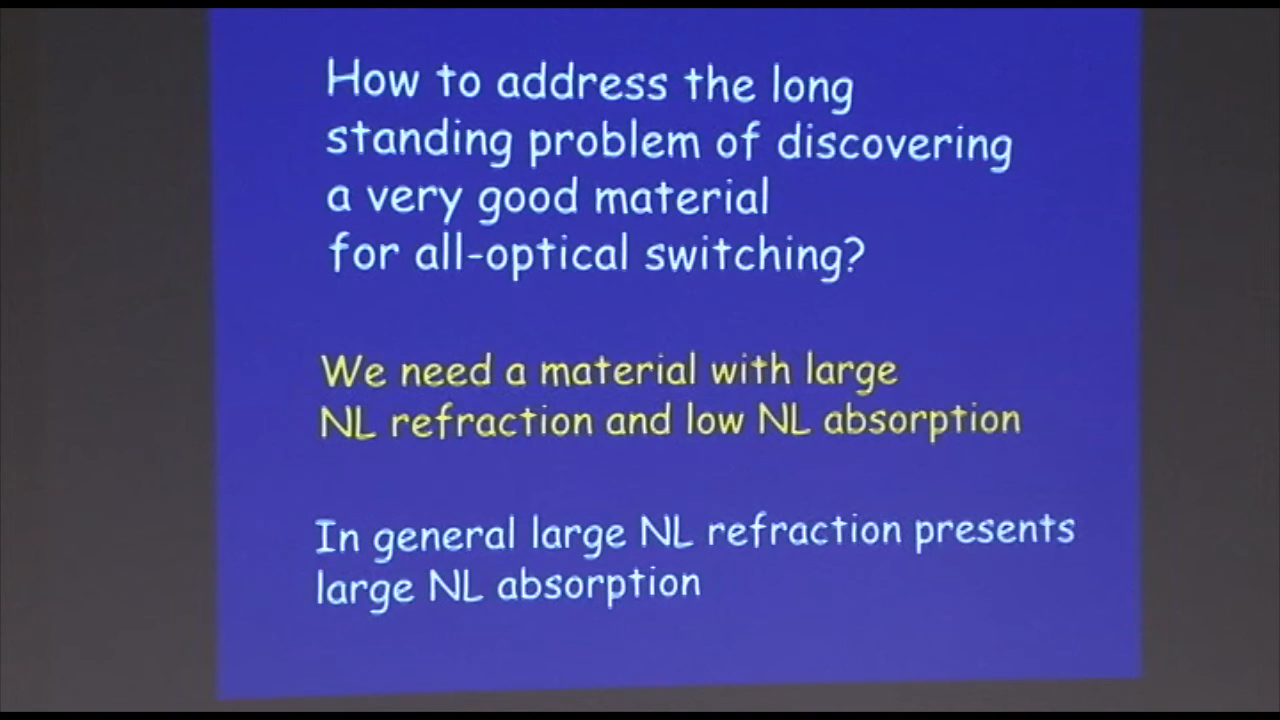 How to address the long
standing problem of discovering
a very good material
for all-optical switching?
We need a material with large
NL refraction and low NL absorption
In general large NL refraction presents
large NL absorption